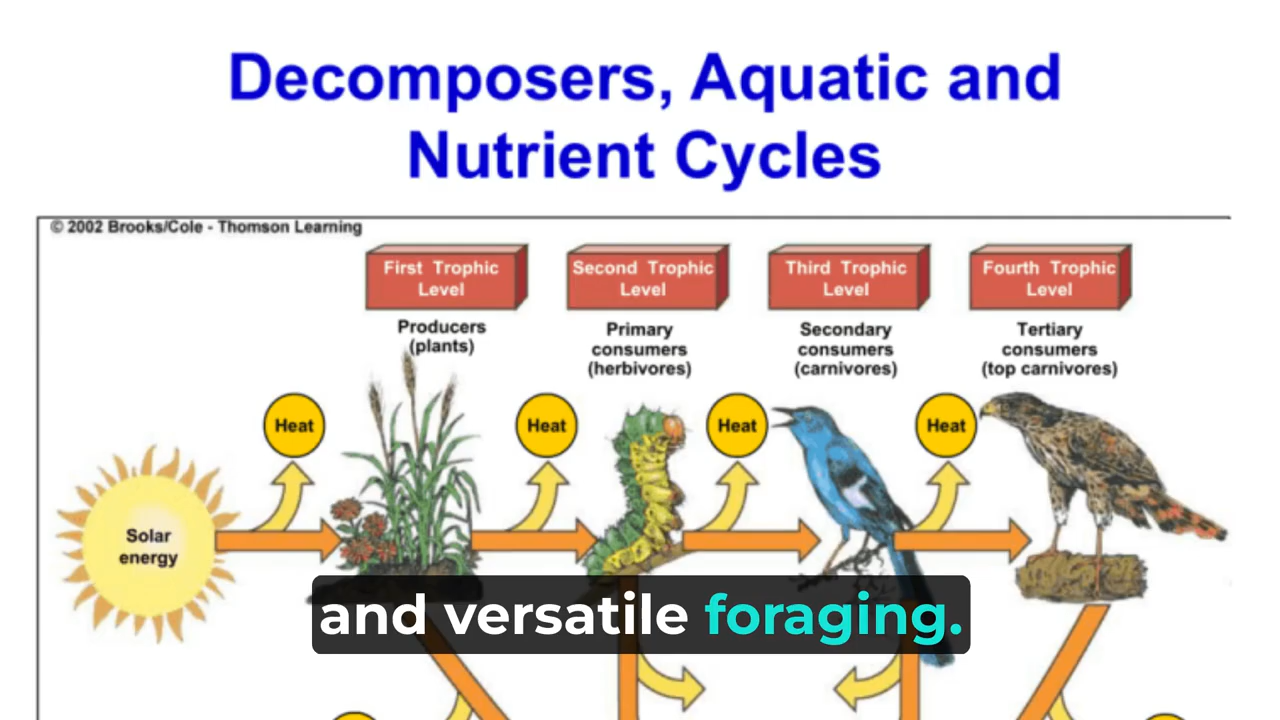 Decomposers, Aquatic and
Nutrient Cycles
© 2002 Brooks/Cole - Thomson Learning
First Trophic
Level
Second Trophic
Level
Third Trophic
Level
Fourth Trophic
Level
Producers
(plants)
Primary
consumers
(herbivores)
Secondary
consumers
(carnivores)
Tertiary
consumers
(top carnivores)
Heat
Heat
Heat
Heat
Solar
energy
and versatile foraging.